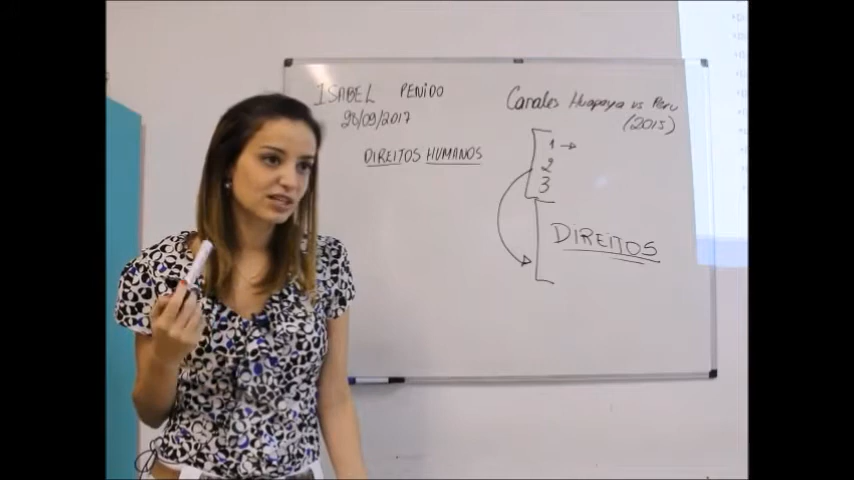 ISABEL PENIDO
26/09/2017
DIREITOS HUMANOS
Canales Huapaya vs Peru
(2015)
1 →
2
3
DIREITOS